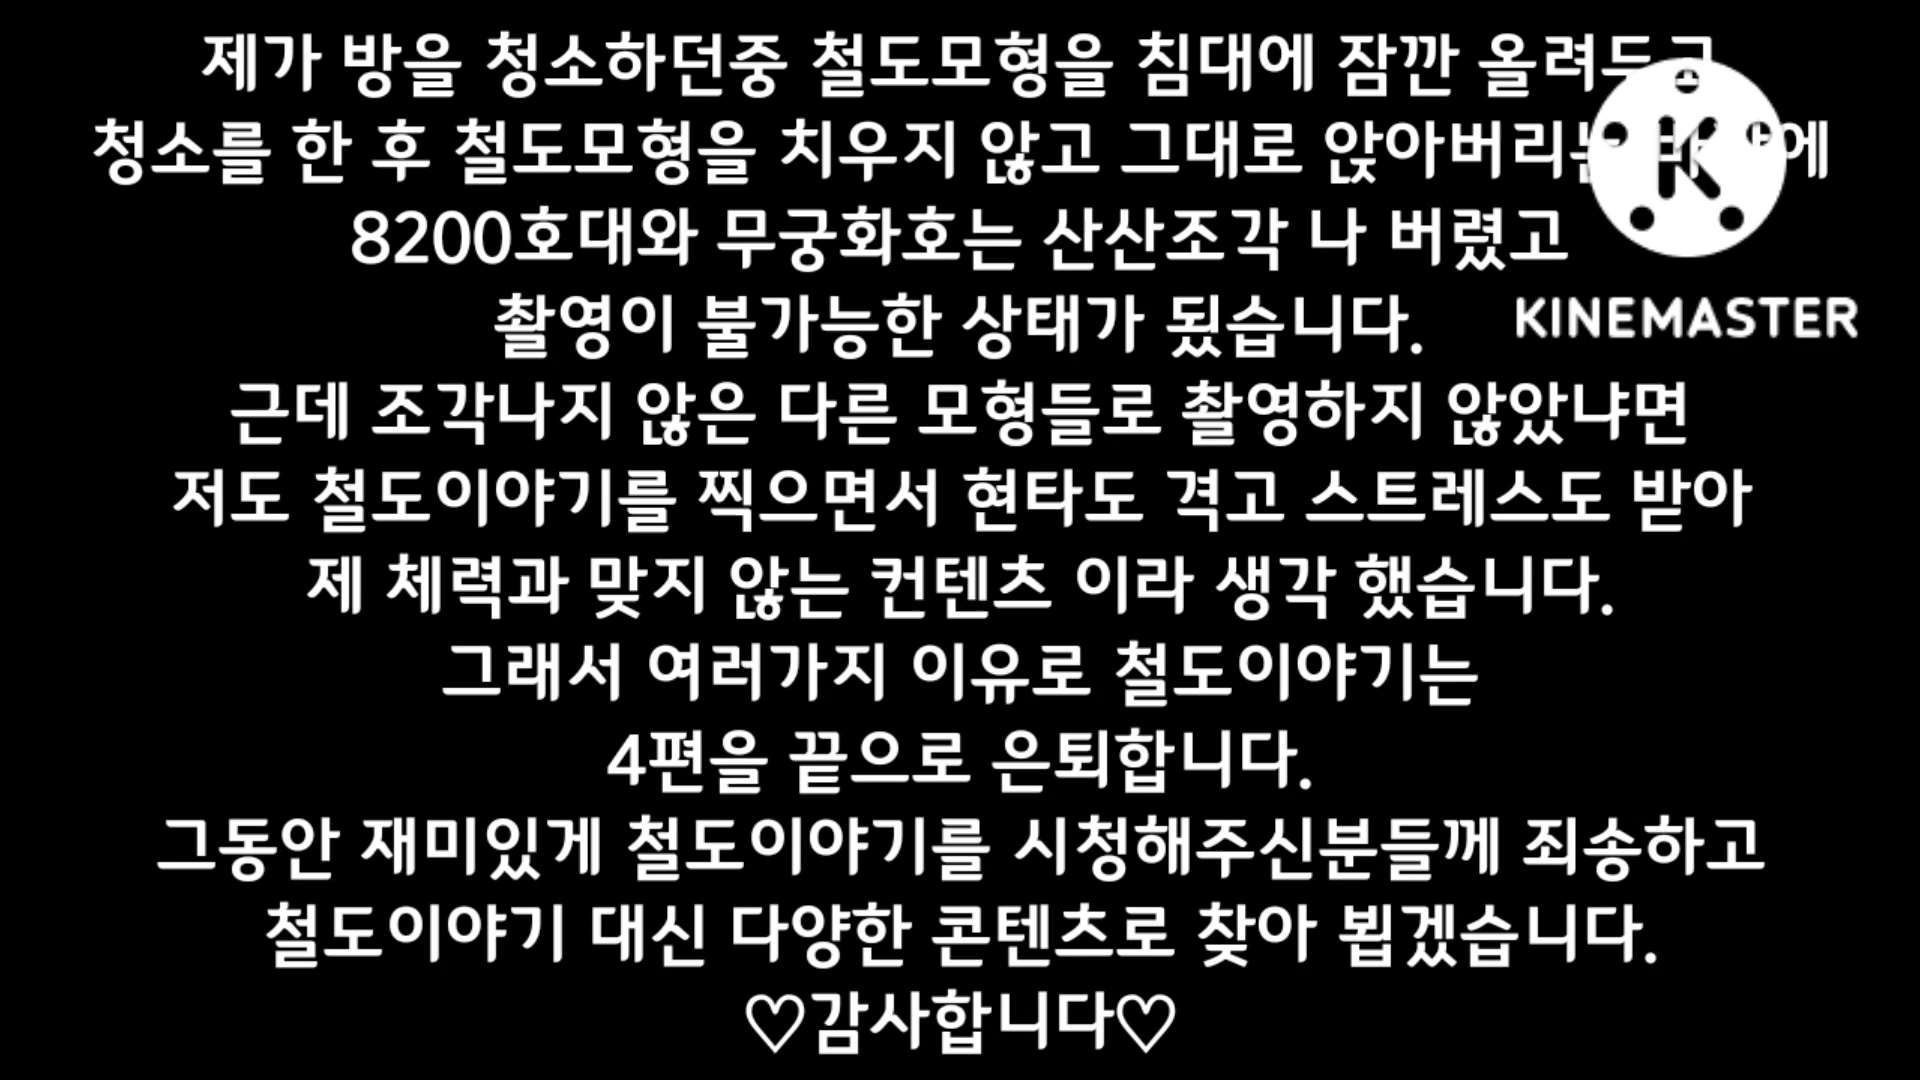 제가 방을 청소하던중 철도모형을 침대에 잠깐
청소를 한 후 철도모형을 치우지 않고 그대로 앉아버리는
8200호대와 무궁화호는 산산조각 나 버렸고
촬영이 불가능한 상태가 됬습니다.
KINEMASTER
근데 조각나지 않은 다른 모형들로 촬영하지 않았냐면
저도 철도이야기를 찍으면서 현타도 격고 스트레스도 받아
제 체력과 맞지 않는 컨텐츠 이라 생각 했습니다.
그래서 여러가지 이유로 철도이야기는
4편을 끝으로 은퇴합니다.
그동안 재미있게 철도이야기를 시청해주신분들께 죄송하고
철도이야기 대신 다양한 콘텐츠로 찾아 뵙겠습니다.
♡감사합니다♡